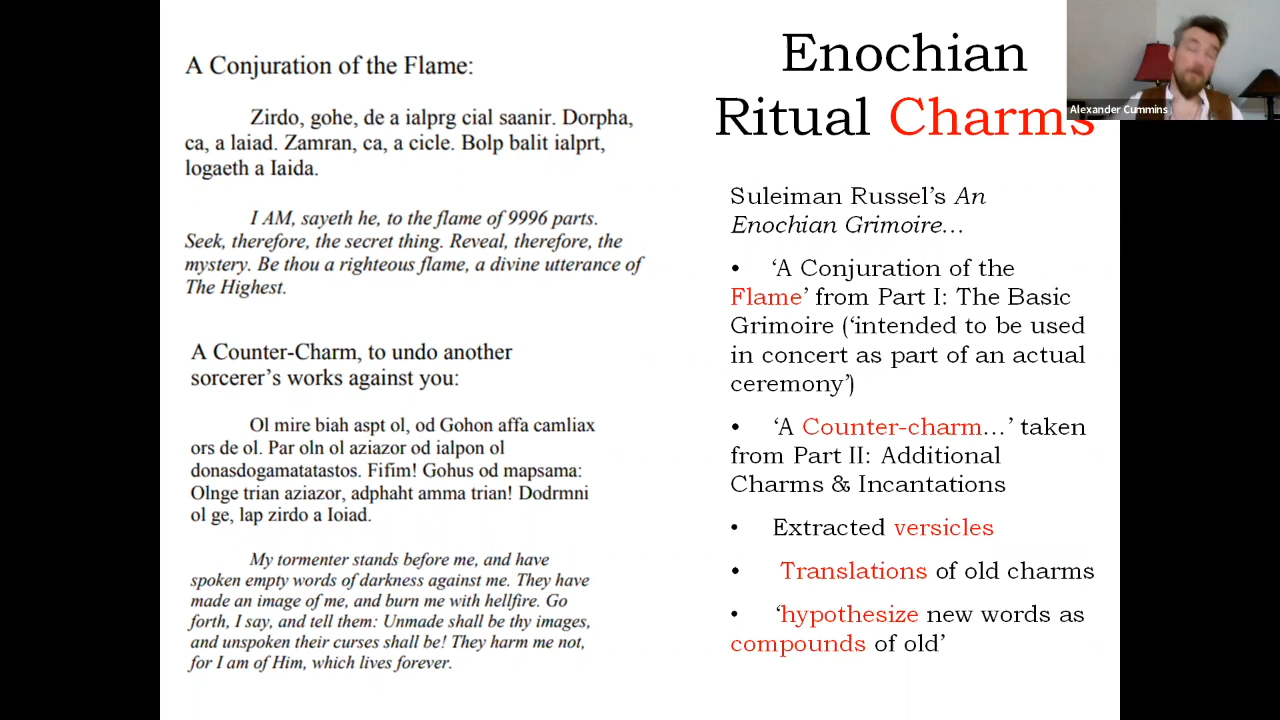 A Conjuration of the Flame:
Zirdo, gohe, de a ialprg cial saanir. Dorpha,
ca, a laiad. Zamran, ca, a cicle. Bolp balit ialprt,
logaeth a Iaida.
I AM, sayeth he, to the flame of 9996 parts.
Seek, therefore, the secret thing. Reveal, therefore, the
mystery. Be thou a righteous flame, a divine utterance of
The Highest.
A Counter-Charm, to undo another
sorcerer's works against you:
Ol mire biah aspt ol, od Gohon affa camliax
ors de ol. Par oln ol aziazor od ialpon ol
donasdogamatatastos. Fifim! Gohus od mapsama:
Olnge trian aziazor, adphaht amma trian! Dodrmni
ol ge, lap zirdo a Ioiad.
My tormenter stands before me, and have
spoken empty words of darkness against me. They have
made an image of me, and burn me with hellfire. Go
forth, I say, and tell them: Unmade shall be thy images,
and unspoken their curses shall be! They harm me not,
for I am of Him, which lives forever.
Enochian
Ritual Charms
Suleiman Russel's An
Enochian Grimoire…
• 'A Conjuration of the
Flame' from Part I: The Basic
Grimoire ('intended to be used
in concert as part of an actual
ceremony')
• 'A Counter-charm…' taken
from Part II: Additional
Charms & Incantations
• Extracted versicles
• Translations of old charms
• 'hypothesize new words as
compounds of old'
Alexander Cummins